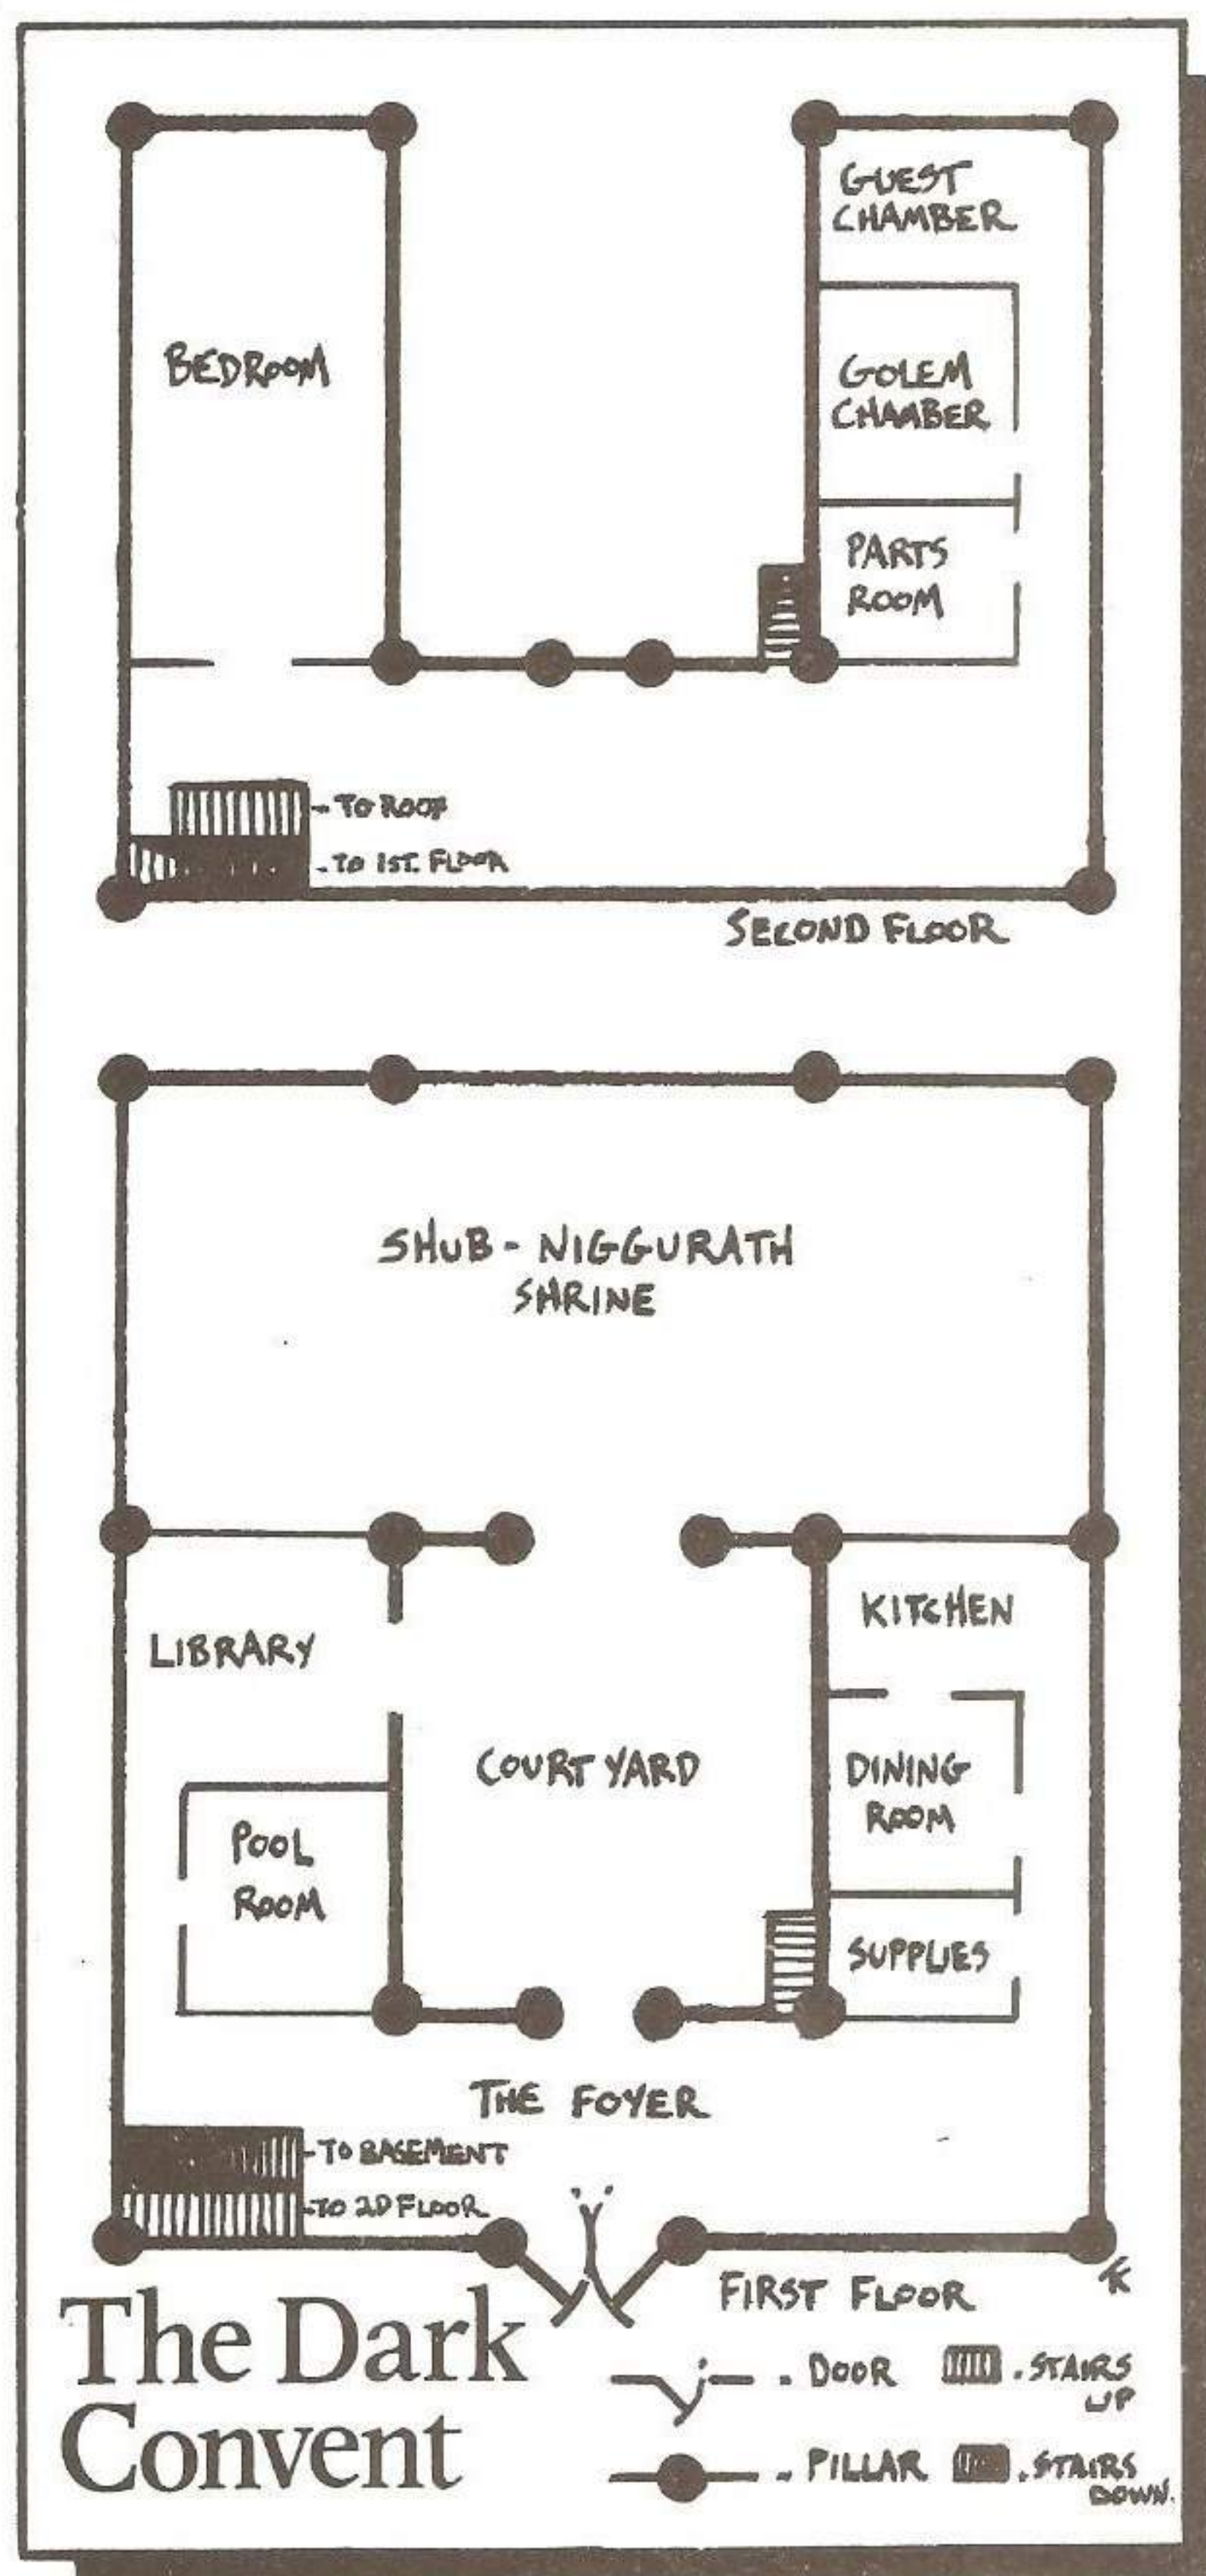 GUEST
CHAMBER
BEDROOM
GOLEM
CHAMBER
PARTS
ROOM
- TO ROOF
- TO 1ST. FLOOR
SECOND FLOOR
SHUB - NIGGURATH
SHRINE
KITCHEN
LIBRARY
COURT YARD
DINING
ROOM
POOL
ROOM
SUPPLIES
THE FOYER
- TO BASEMENT
- TO 2D FLOOR
FIRST FLOOR
TK
The Dark
Convent
- DOOR
- STAIRS
UP
- PILLAR
- STAIRS
DOWN.